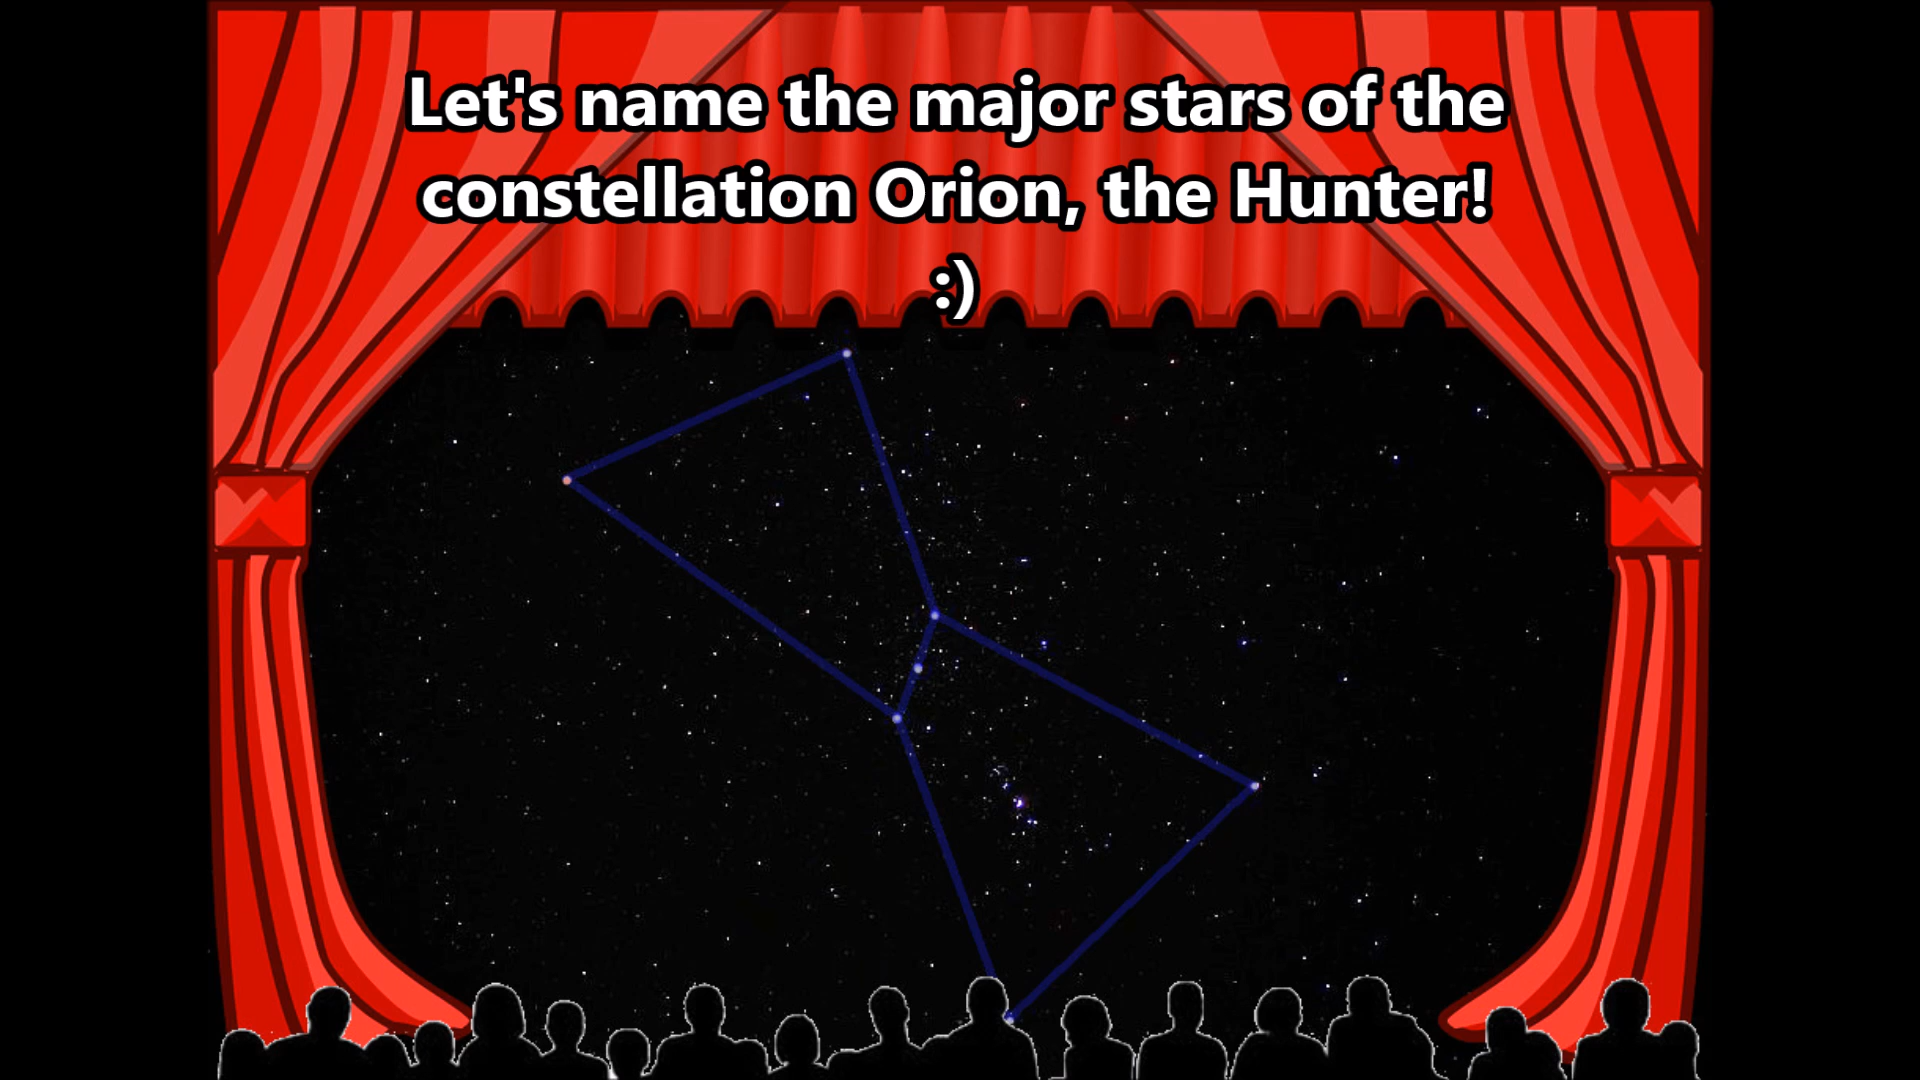 Let's name the major stars of the
constellation Orion, the Hunter!
:)